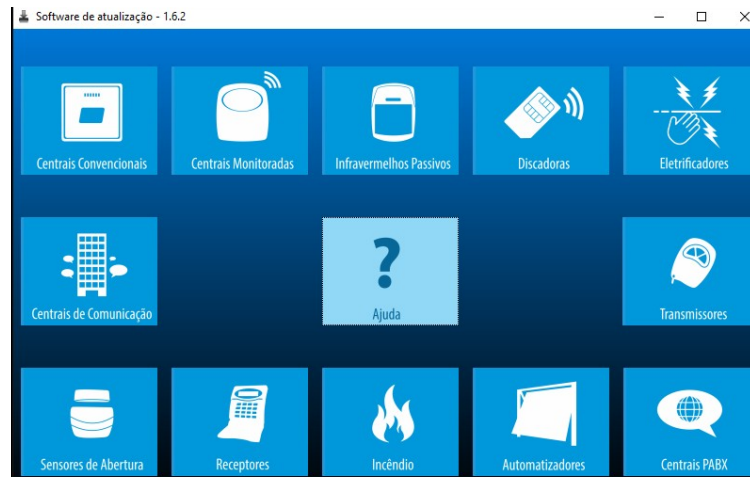 Software de atualização - 1.6.2
Centrais Convencionais
Centrais Monitoradas
Infravermelhos Passivos
Discadoras
Eletrificadores
Centrais de Comunicação
?
Ajuda
Transmissores
Sensores de Abertura
Receptores
Incêndio
Automatizadores
Centrais PABX